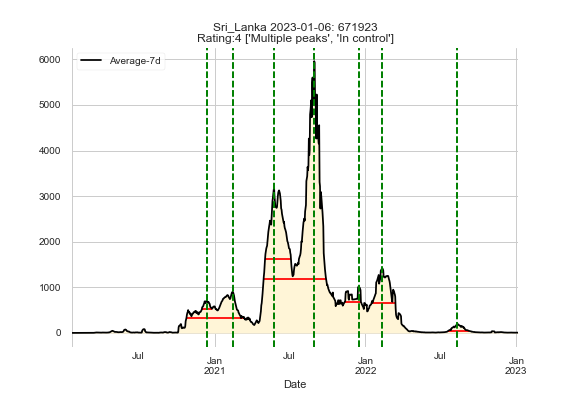 Sri_Lanka 2023-01-06: 671923
Rating:4 ['Multiple peaks', 'In control']
Average-7d
6000
5000
4000
3000
2000
1000
0
Jul
Jan
2021
Jul
Jan
2022
Jul
Jan
2023
Date